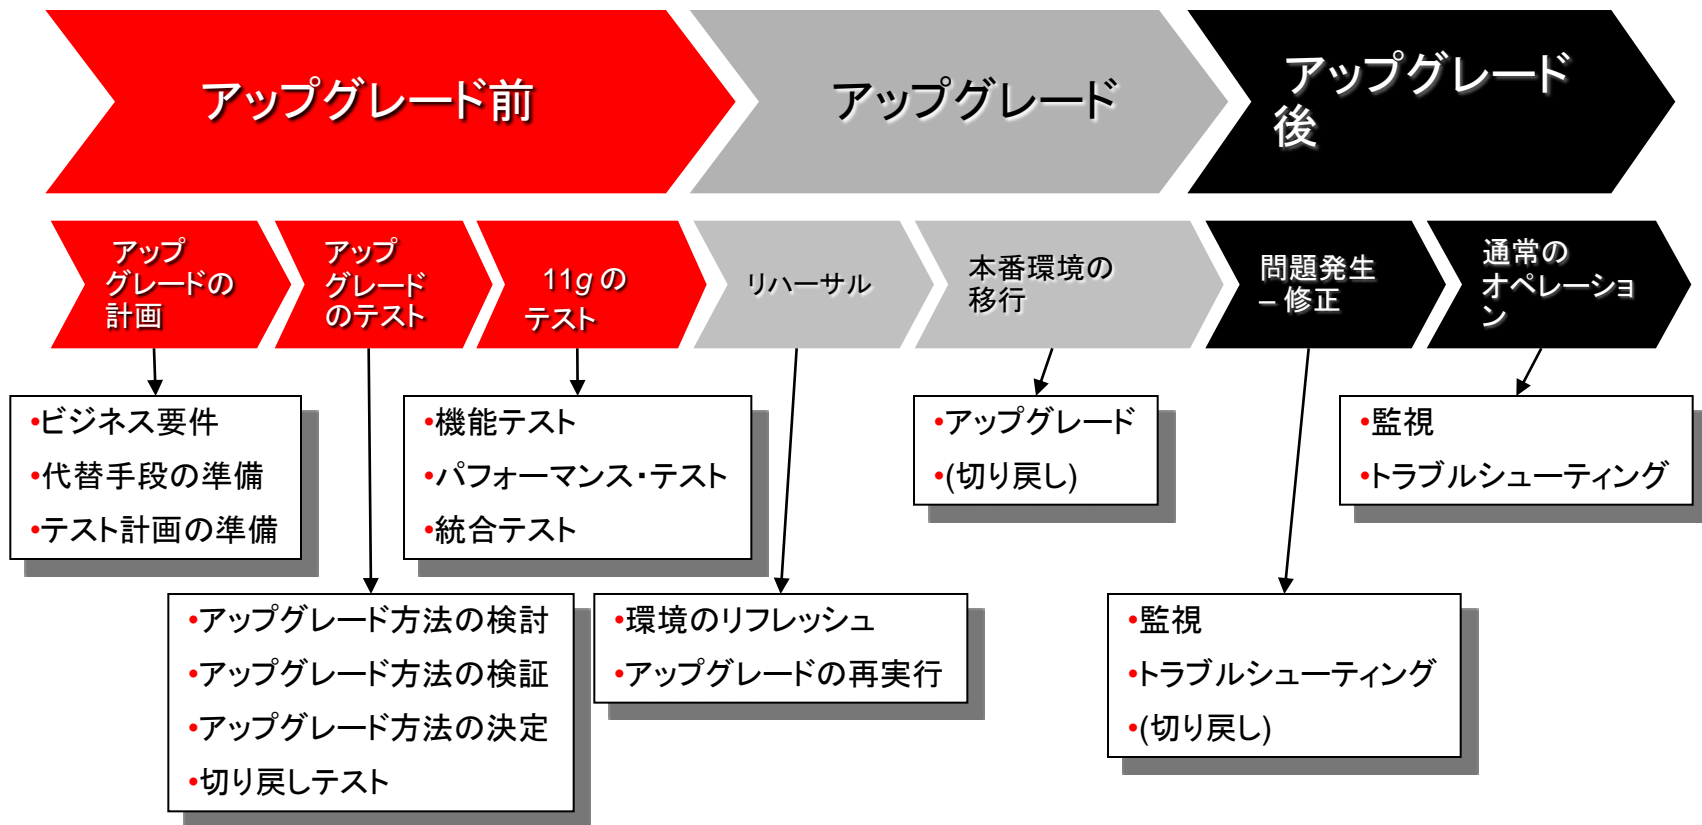 アップグレード前
アップグレード
アップグレード
後
アップ
グレードの
計画
アップ
グレード
のテスト
11g の
テスト
リハーサル
本番環境の
移行
問題発生
– 修正
通常の
オペレーショ
ン
•ビジネス要件
•代替手段の準備
•テスト計画の準備
•機能テスト
•パフォーマンス・テスト
•統合テスト
•アップグレード
•(切り戻し)
•監視
•トラブルシューティング
•アップグレード方法の検討
•アップグレード方法の検証
•アップグレード方法の決定
•切り戻しテスト
•環境のリフレッシュ
•アップグレードの再実行
•監視
•トラブルシューティング
•(切り戻し)